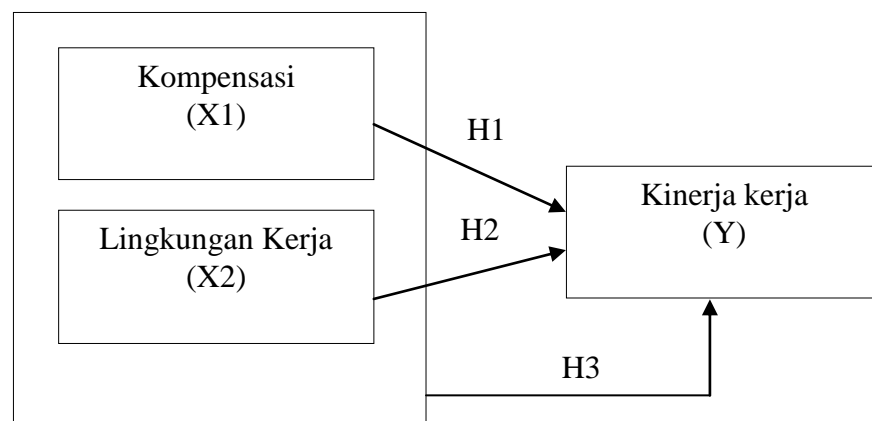 Kompensasi
(X1)
H1
Kinerja kerja
(Y)
Lingkungan Kerja
(X2)
H2
H3